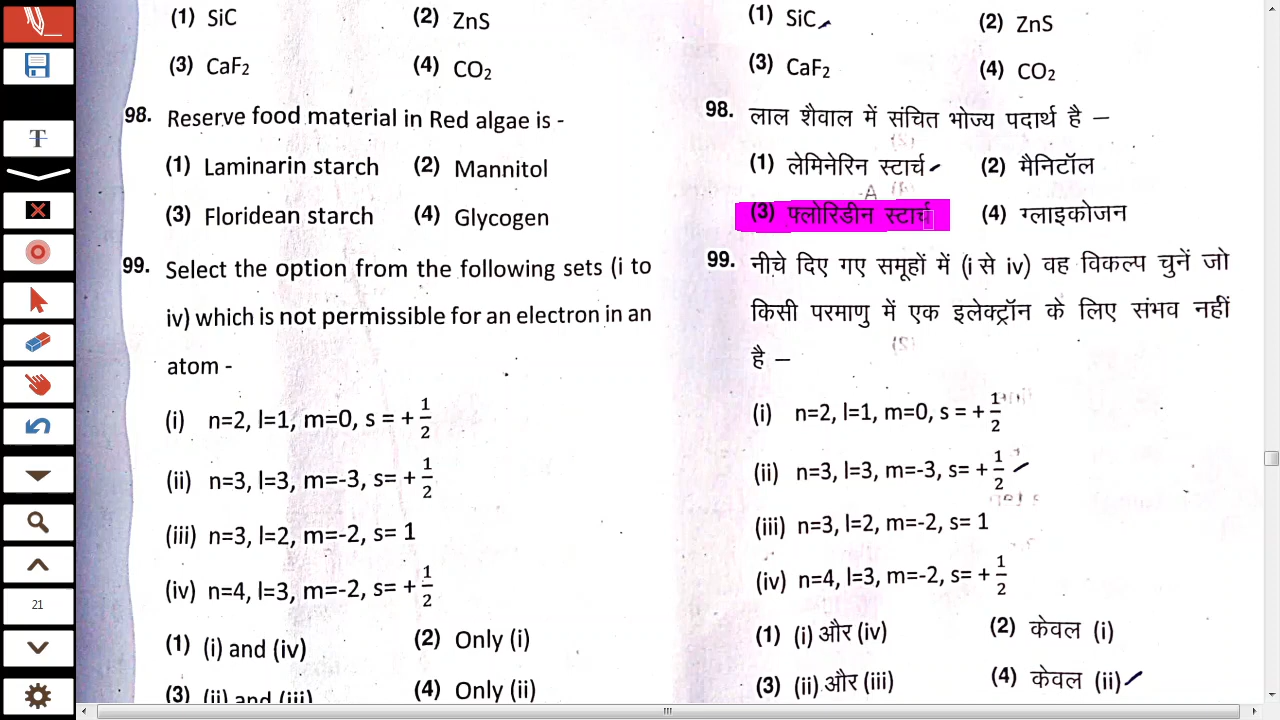 (1) SiC (2) ZnS
(3) CaF₂ (4) CO₂
98. Reserve food material in Red algae is -
(1) Laminarin starch (2) Mannitol
(3) Floridean starch (4) Glycogen
99. Select the option from the following sets (i to
iv) which is not permissible for an electron in an
atom -
(i) n=2, l=1, m=0, s = + 1/2
(ii) n=3, l=3, m=-3, s= + 1/2
(iii) n=3, l=2, m=-2, s= 1
(iv) n=4, l=3, m=-2, s= + 1/2
(1) (i) and (iv) (2) Only (i)
(3) (ii) and (iii) (4) Only (ii)
(1) SiC (2) ZnS
(3) CaF₂ (4) CO₂
98. लाल शैवाल में संचित भोज्य पदार्थ है –
(1) लेमिनेरिन स्टार्च (2) मैनिटॉल
(3) फ्लोरिडीन स्टार्च (4) ग्लाइकोजन
99. नीचे दिए गए समूहों में (i से iv) वह विकल्प चुनें जो
किसी परमाणु में एक इलेक्ट्रॉन के लिए संभव नहीं
है –
(i) n=2, l=1, m=0, s = + 1/2
(ii) n=3, l=3, m=-3, s= + 1/2
(iii) n=3, l=2, m=-2, s= 1
(iv) n=4, l=3, m=-2, s= + 1/2
(1) (i) और (iv) (2) केवल (i)
(3) (ii) और (iii) (4) केवल (ii)
21